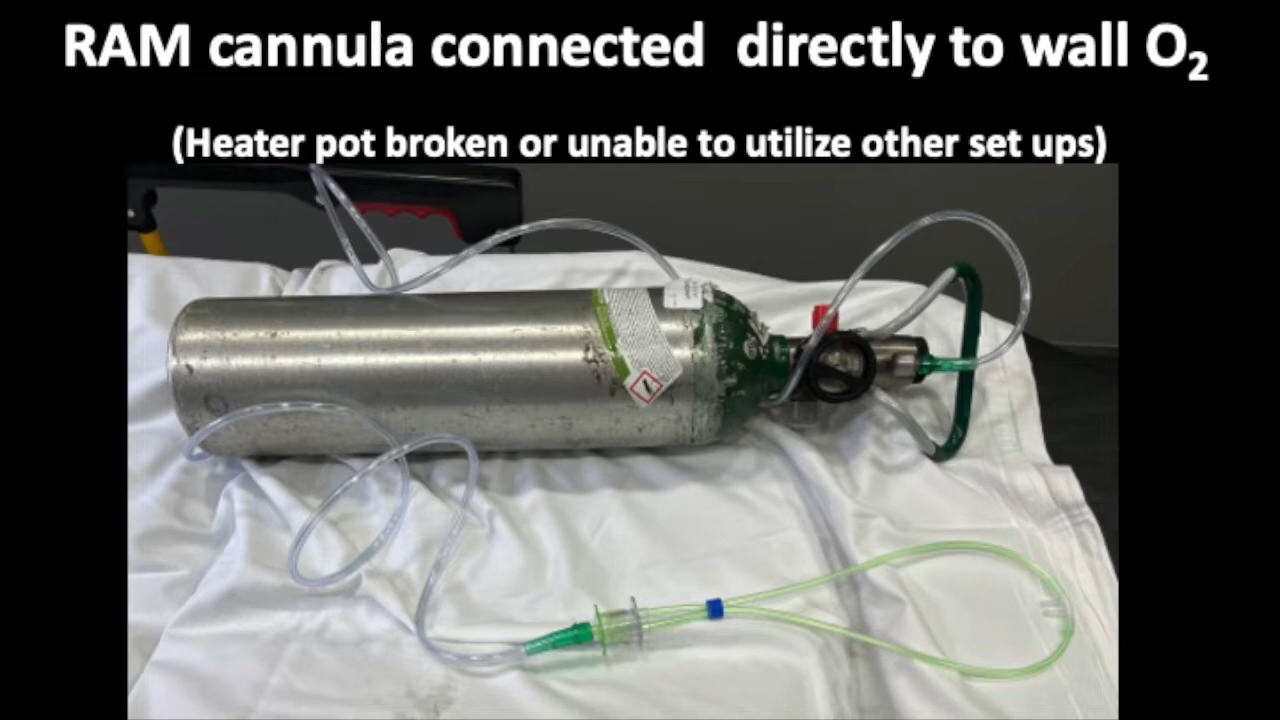 RAM cannula connected directly to wall O₂
(Heater pot broken or unable to utilize other set ups)